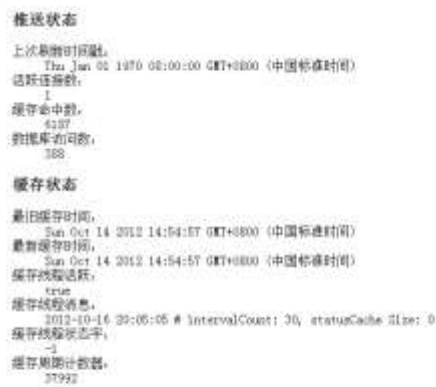 推送状态
上次刷新时间戳:
Thu Jan 01 1970 08:00:00 GMT+0800 (中国标准时间)
活跃连接数:
1
缓存命中数:
6187
数据库访问数:
388
缓存状态
最旧缓存时间:
Sun Oct 14 2012 14:54:57 GMT+0800 (中国标准时间)
最新缓存时间:
Sun Oct 14 2012 14:54:57 GMT+0800 (中国标准时间)
缓存线程活跃:
true
缓存线程消息:
2012-10-16 20:05:05 # intervalCount: 30, statusCache Size: 0
缓存线程状态字:
-1
缓存周期计数器:
37992